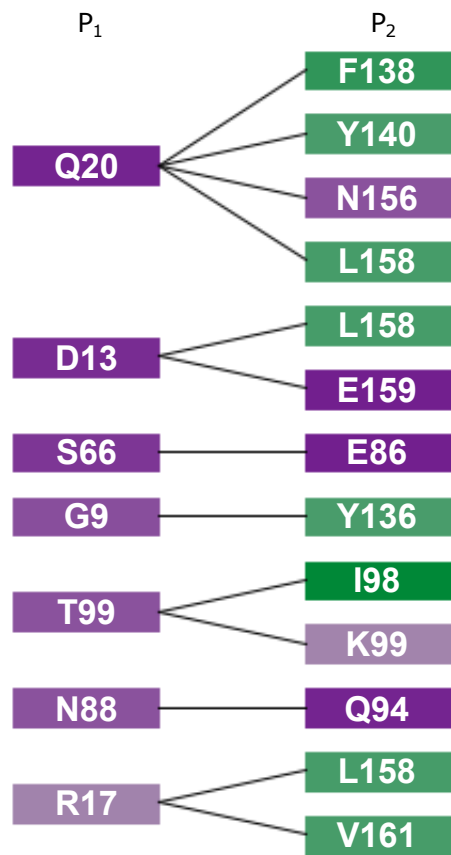 P₁ P₂
F138
Y140
Q20
N156
L158
L158
D13
E159
S66 E86
G9 Y136
I98
T99
K99
N88 Q94
L158
R17
V161